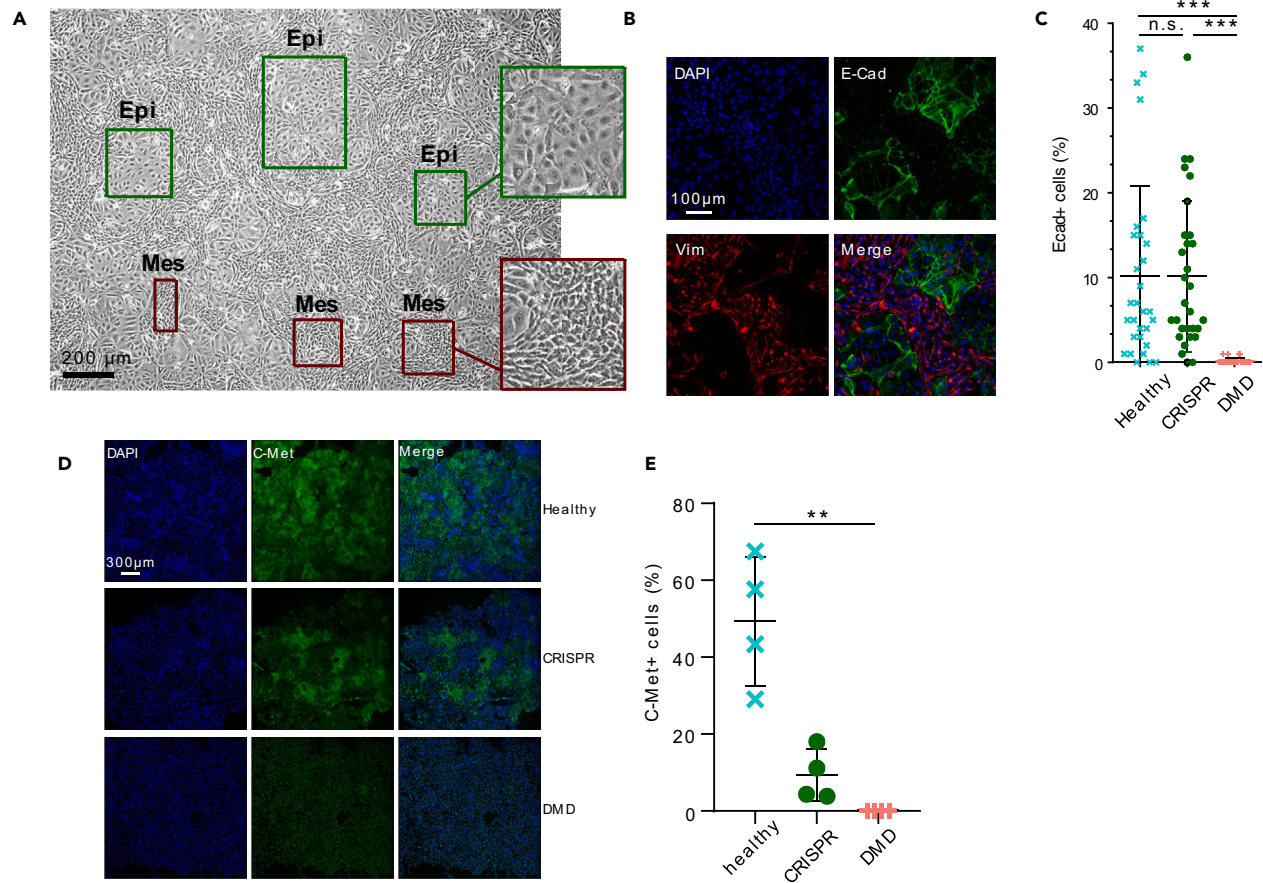 A
Epi
Epi
Epi
Mes
Mes
Mes
200 µm
B
DAPI
E-Cad
100µm
Vim
Merge
C
***
n.s.
***
Ecad+ cells (%)
40
30
20
10
0
Healthy
CRISPR
DMD
D
DAPI
C-Met
Merge
Healthy
300µm
CRISPR
DMD
E
**
C-Met+ cells (%)
80
60
40
20
0
healthy
CRISPR
DMD